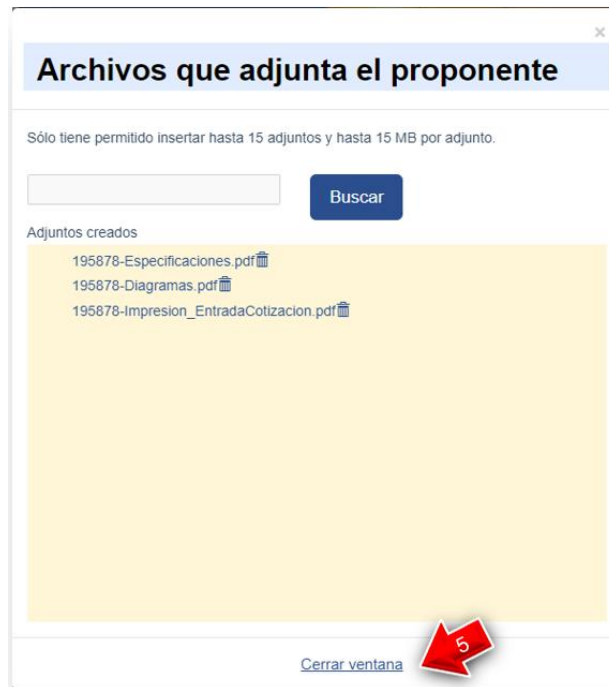 ×
Archivos que adjunta el proponente
Sólo tiene permitido insertar hasta 15 adjuntos y hasta 15 MB por adjunto.
Buscar
Adjuntos creados
195878-Especificaciones.pdf
195878-Diagramas.pdf
195878-Impresion_EntradaCotizacion.pdf
5
Cerrar ventana